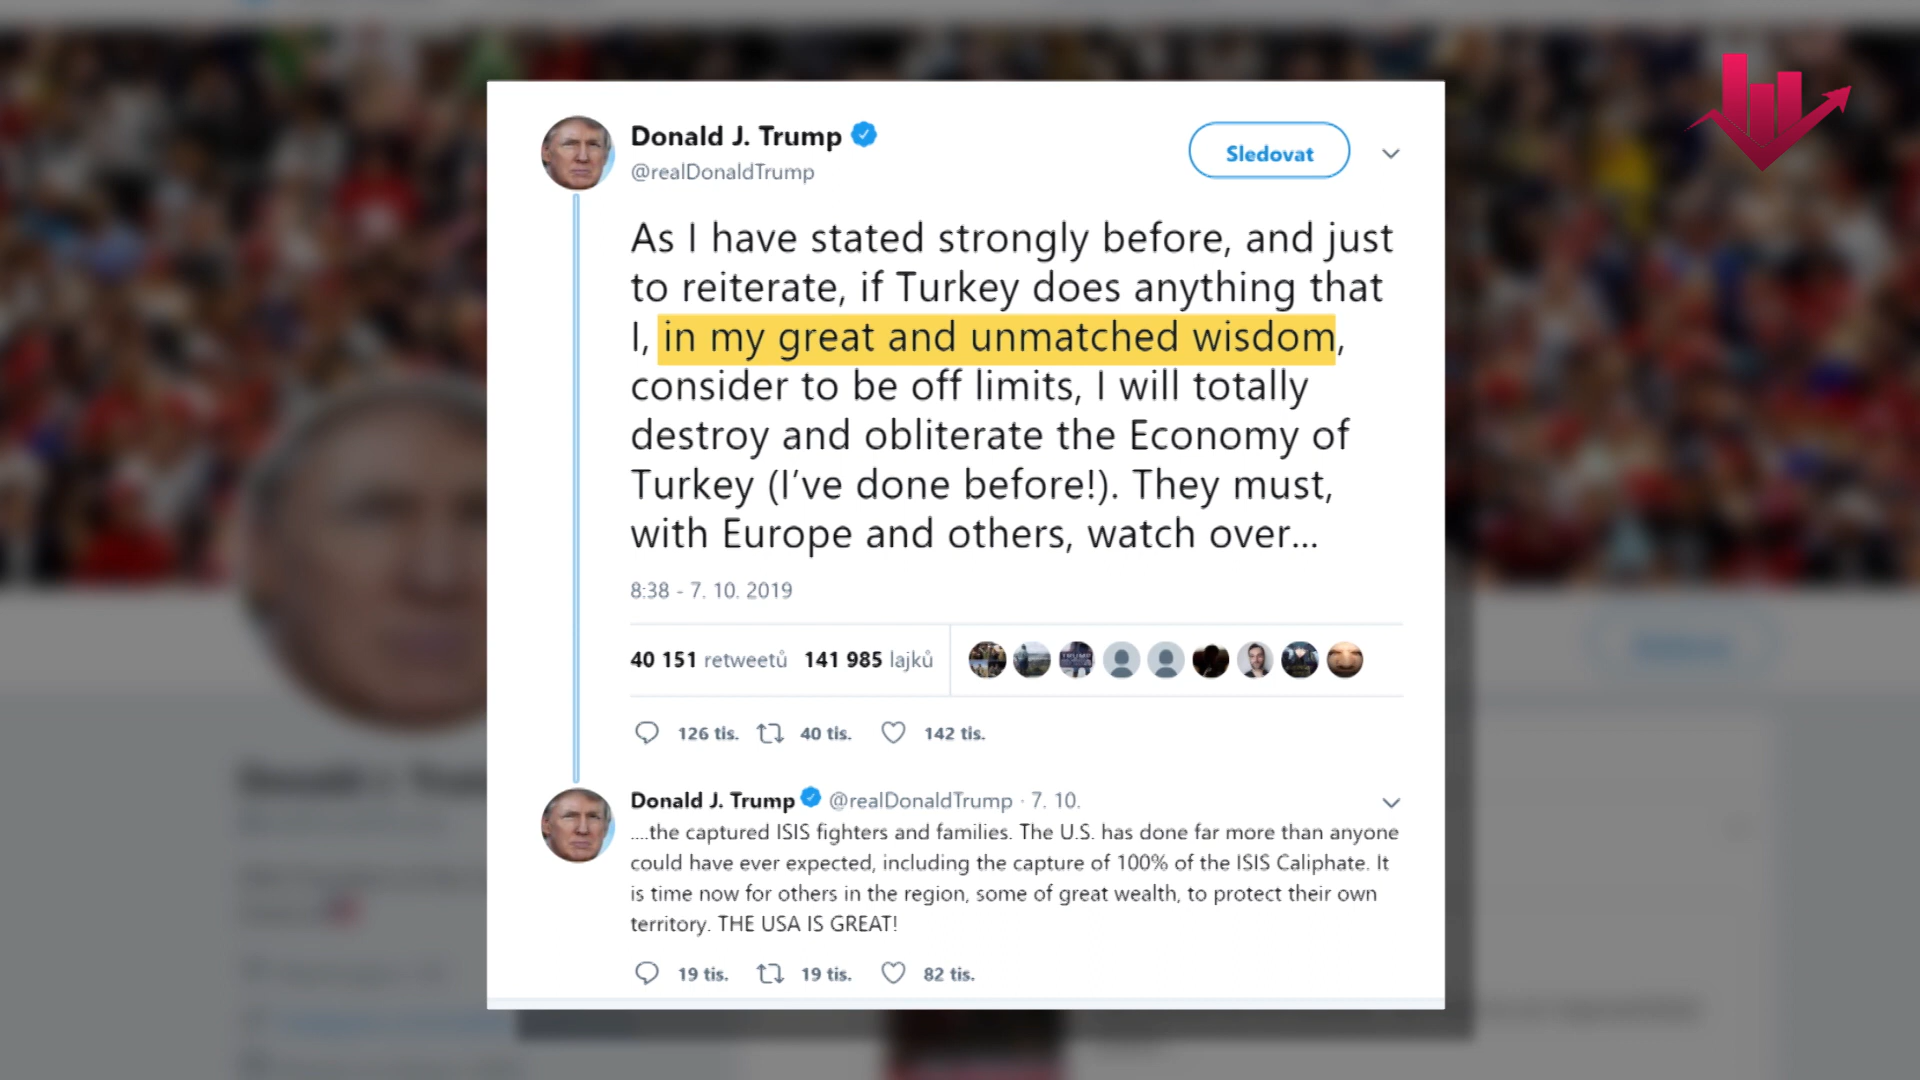 Donald J. Trump
@realDonaldTrump
Sledovat
As I have stated strongly before, and just
to reiterate, if Turkey does anything that
I, in my great and unmatched wisdom,
consider to be off limits, I will totally
destroy and obliterate the Economy of
Turkey (I've done before!). They must,
with Europe and others, watch over...
8:38 - 7. 10. 2019
40 151 retweetů 141 985 lajků
126 tis. 40 tis. 142 tis.
Donald J. Trump @realDonaldTrump · 7. 10.
....the captured ISIS fighters and families. The U.S. has done far more than anyone
could have ever expected, including the capture of 100% of the ISIS Caliphate. It
is time now for others in the region, some of great wealth, to protect their own
territory. THE USA IS GREAT!
19 tis. 19 tis. 82 tis.